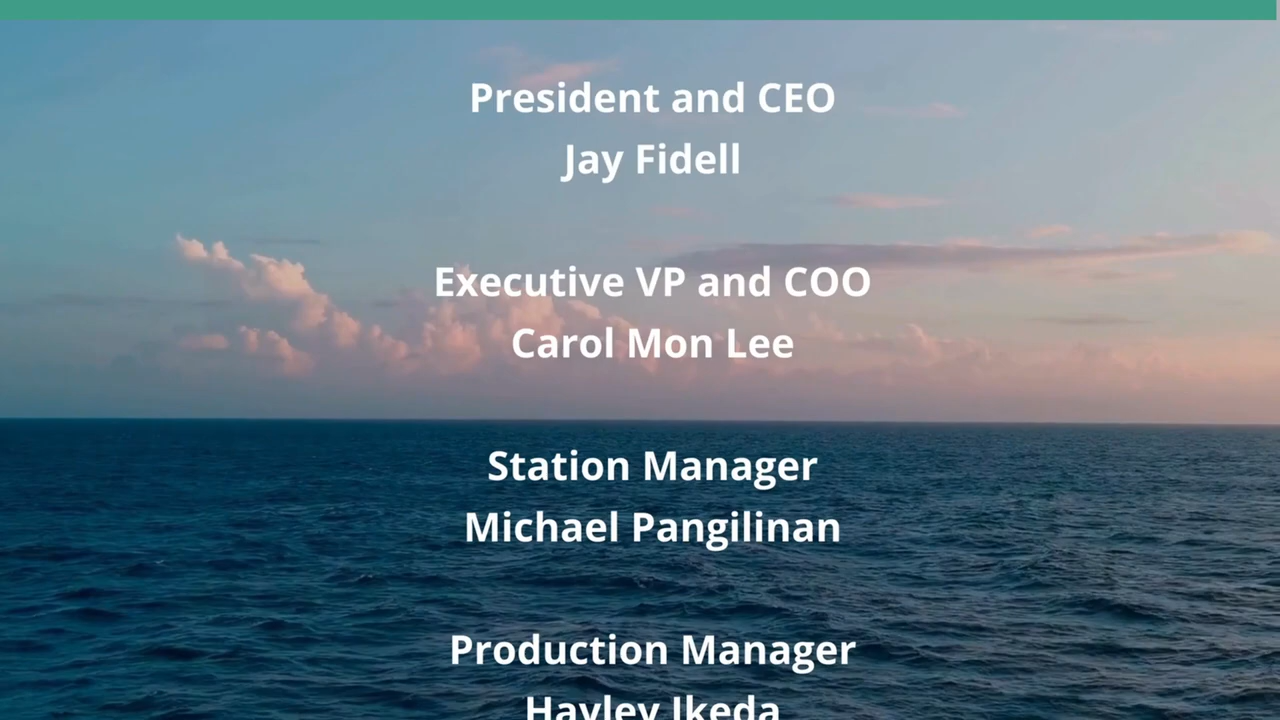 President and CEO
Jay Fidell
Executive VP and COO
Carol Mon Lee
Station Manager
Michael Pangilinan
Production Manager
Hayley Ikeda